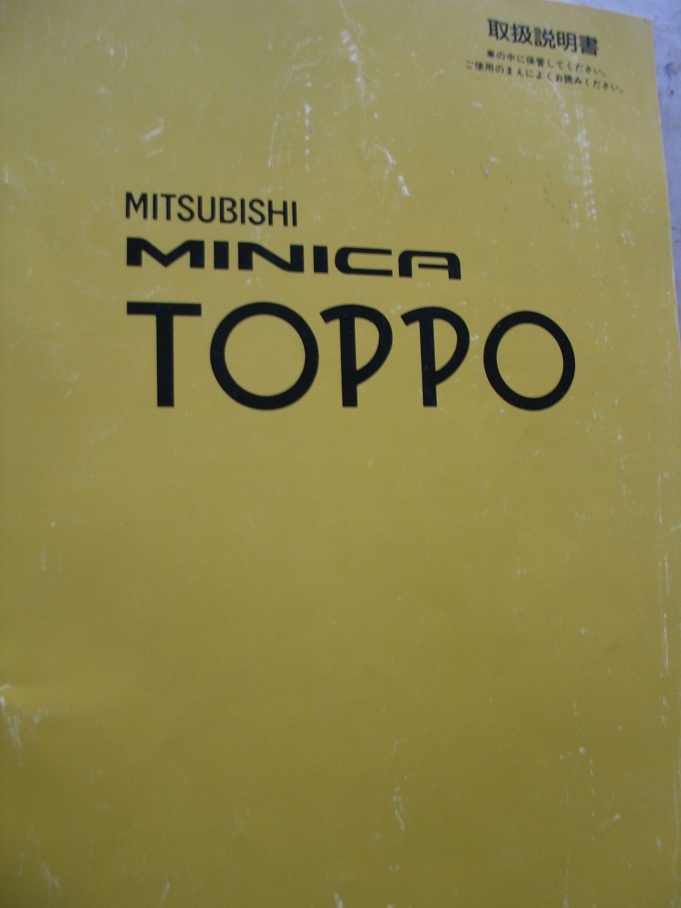 取扱説明書
車の中に保管してください。
ご使用のまえによくお読みください。
MITSUBISHI
MINICA
TOPPO